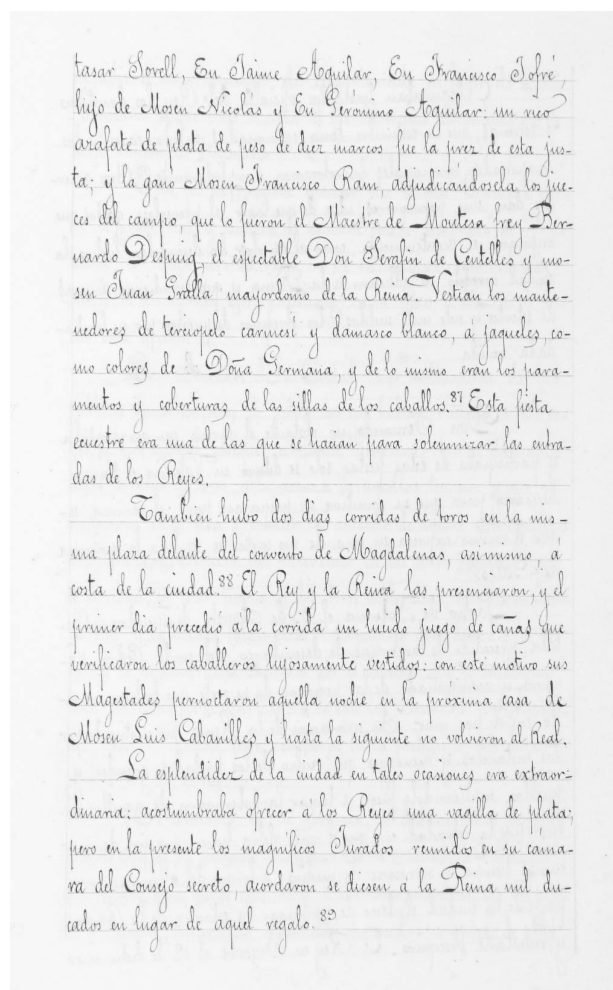 tasar Sorell, En Jaime Aguilar, En Francisco Jofré,
hijo de Mosen Nicolás y En Gerónimo Aguilar: un rico
azafate de plata de peso de diez marcos fue la prez de esta jus-
ta; y la ganó Mosen Francisco Ram, adjudicándosela los jue-
ces del campo, que lo fueron el Maestre de Montesa frey Ber-
nardo Despuig, el espectable Don Serafin de Centelles y mo-
sen Juan Gralla mayordomo de la Reina. Vestian los mante-
nedores de terciopelo carmesí y damasco blanco, á jaqueles, co-
mo colores de Doña Germana, y de lo mismo eran los para-
mentos y coberturas de las sillas de los caballos.87 Esta fiesta
ecuestre era una de las que se hacian para solemnizar las entra-
das de los Reyes.
Tambien hubo dos dias corridas de toros en la mis-
ma plaza delante del convento de Magdalenas, asimismo, á
costa de la ciudad.88 El Rey y la Reina las presenciaron, y el
primer dia precedió á la corrida un lucido juego de cañas que
verificaron los caballeros lujosamente vestidos: con este motivo sus
Magestades pernoctaron aquella noche en la próxima casa de
Mosen Luis Cabanilles y hasta la siguiente no volvieron al Real.
La esplendidez de la ciudad en tales ocasiones era extraor-
dinaria: acostumbraba ofrecer á los Reyes una vagilla de plata;
pero en la presente los magníficos Jurados reunidos en su cáma-
ra del Consejo secreto, acordaron se diesen á la Reina mil du-
cados en lugar de aquel regalo.89